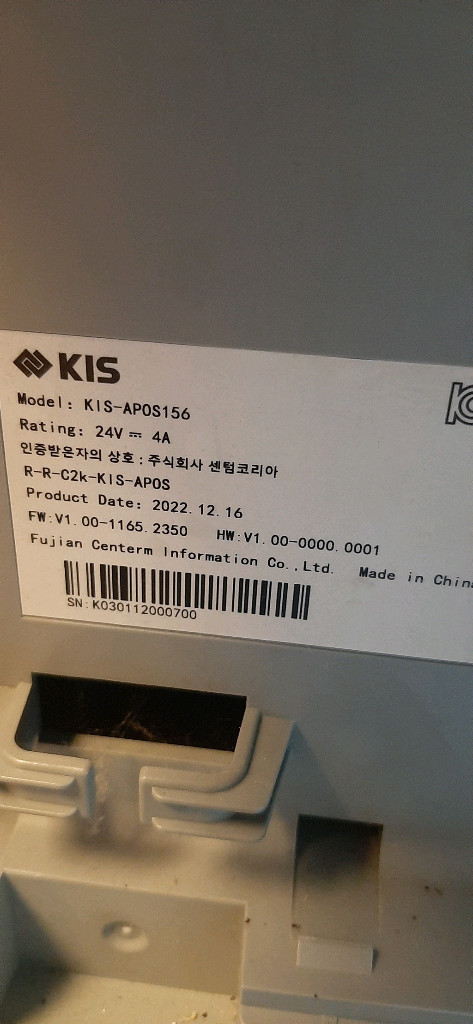 KIS
Model: KIS-APOS156
Rating: 24V ⎓ 4A
인증받은자의 상호 : 주식회사 센텀코리아
R-R-C2k-KIS-APOS
Product Date: 2022.12.16
FW:V1.00-1165.2350 HW:V1.00-0000.0001
Fujian Centerm Information Co.,Ltd. Made in China
SN:K030112000700